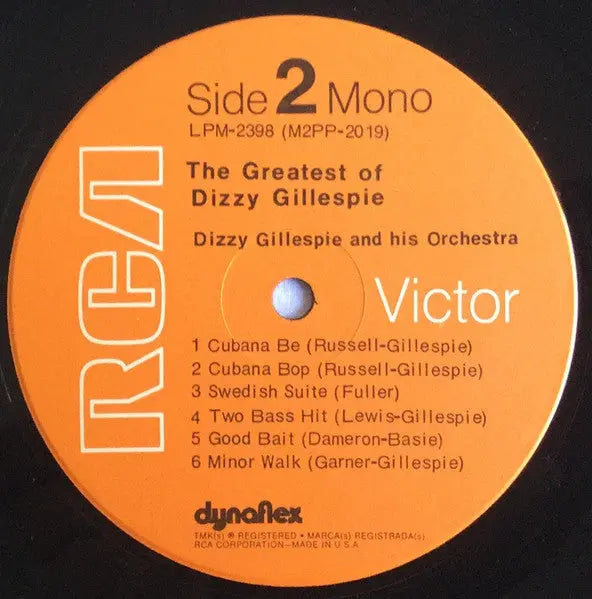 Side 2 Mono
LPM-2398 (M2PP-2019)
The Greatest of
Dizzy Gillespie
Dizzy Gillespie and his Orchestra
RCA
Victor
1 Cubana Be (Russell-Gillespie)
2 Cubana Bop (Russell-Gillespie)
3 Swedish Suite (Fuller)
4 Two Bass Hit (Lewis-Gillespie)
5 Good Bait (Dameron-Basie)
6 Minor Walk (Garner-Gillespie)
dynaflex
TMK(s) ® REGISTERED • MARCA(s) REGISTRADA(s)
RCA CORPORATION—MADE IN U.S.A.